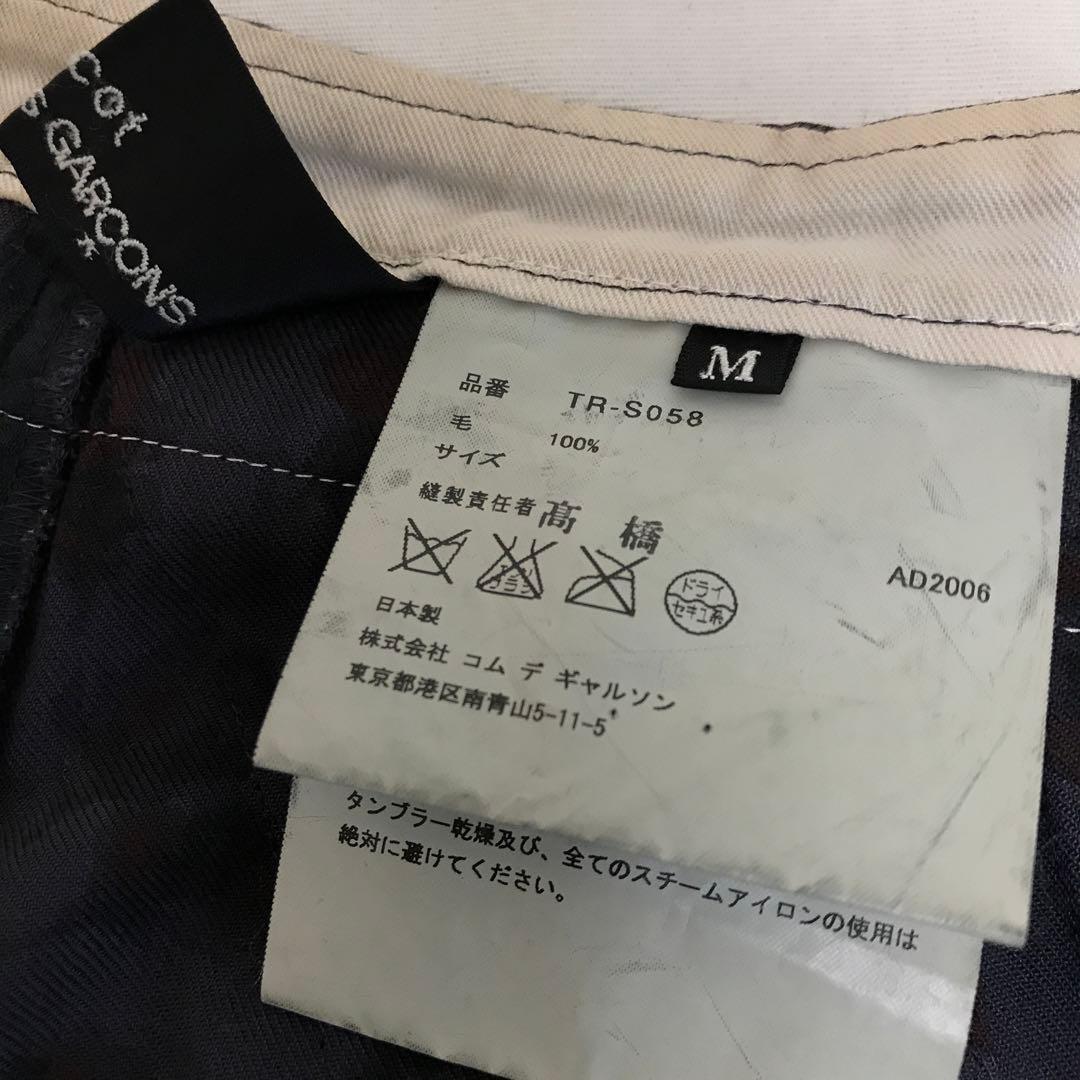 cot
GARCONS
*
M
品番 TR-S058
毛 100%
サイズ
縫製責任者 髙橋
ドライ
セキユ系
AD2006
日本製
株式会社 コム デ ギャルソン
東京都港区南青山5-11-5
タンブラー乾燥及び、全てのスチームアイロンの使用は
絶対に避けてください。